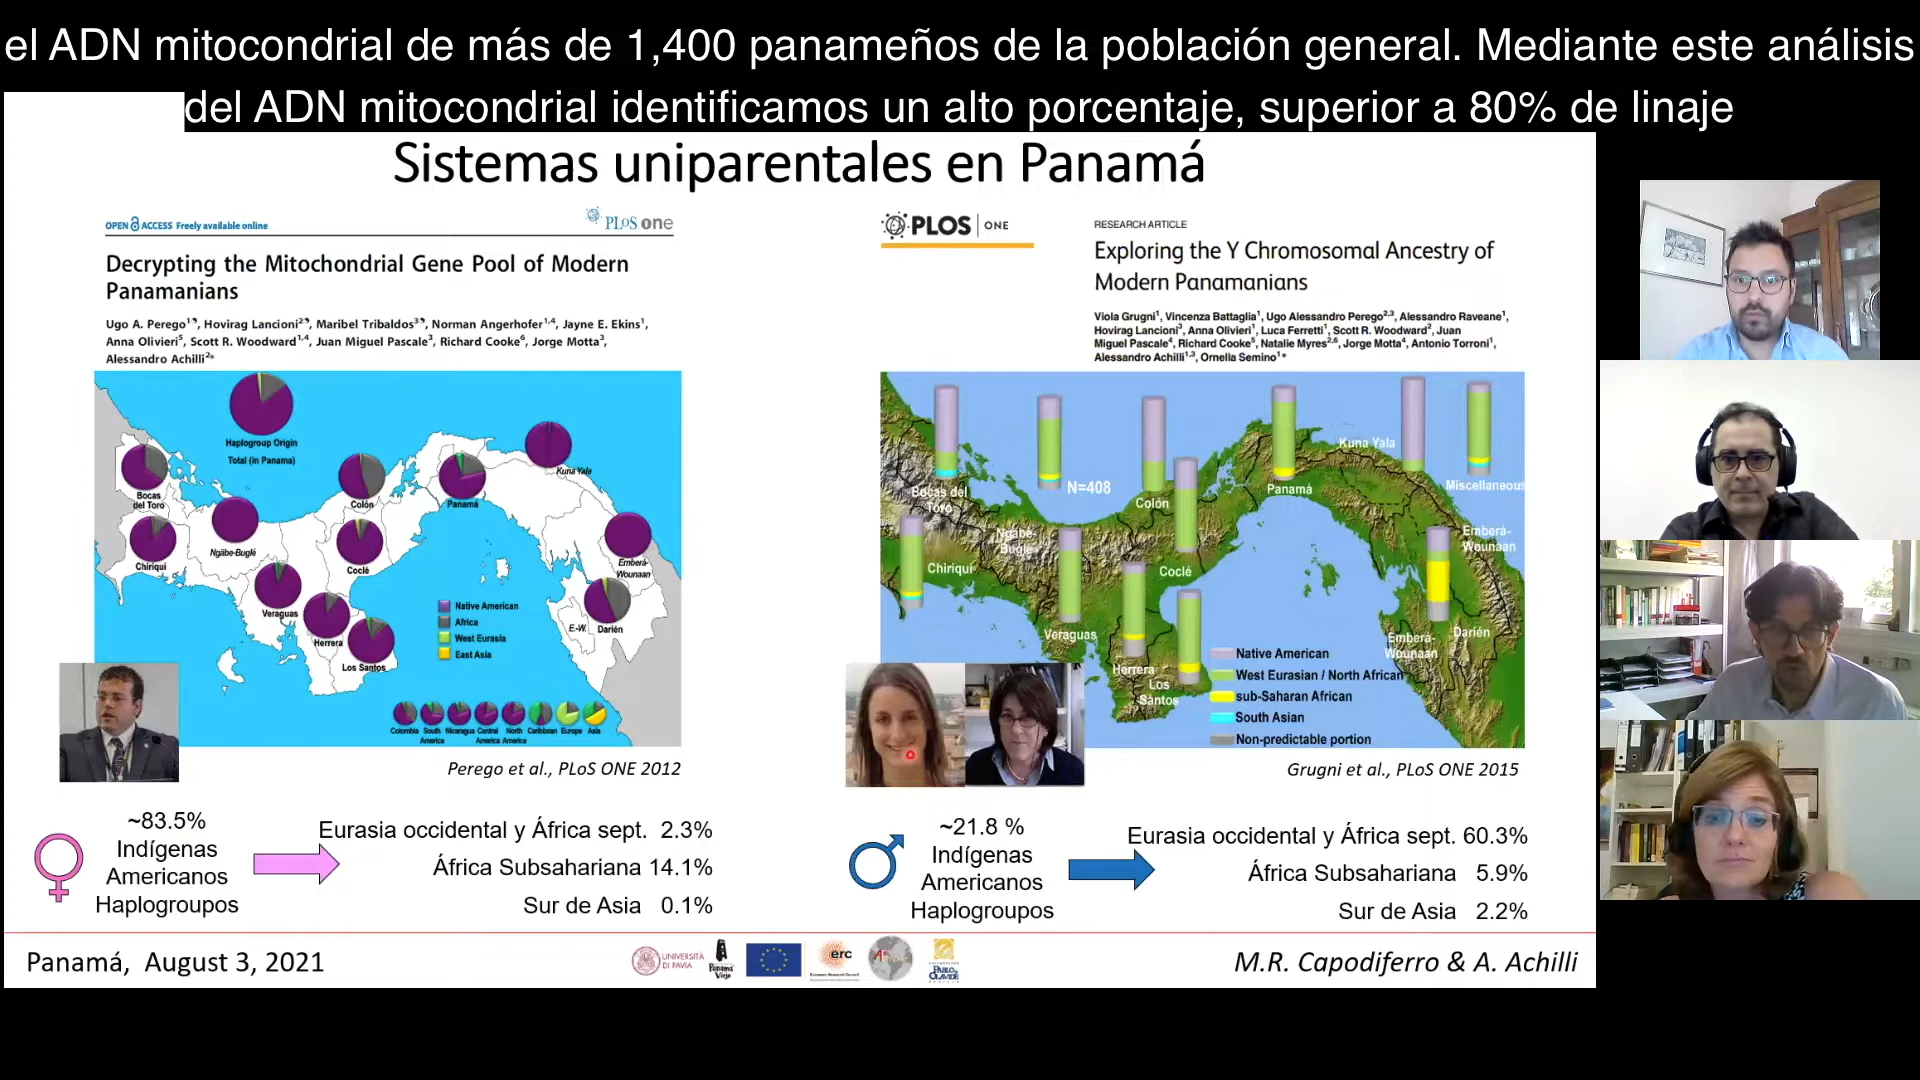 el ADN mitocondrial de más de 1,400 panameños de la población general. Mediante este análisis
del ADN mitocondrial identificamos un alto porcentaje, superior a 80% de linaje
Sistemas uniparentales en Panamá
OPEN ACCESS Freely available online
PLoS one
Decrypting the Mitochondrial Gene Pool of Modern
Panamanians
Ugo A. Perego1,9, Hovirag Lancioni2,9, Maribel Tribaldos3,9, Norman Angerhofer1,4, Jayne E. Ekins1,
Anna Olivieri5, Scott R. Woodward1,4, Juan Miguel Pascale3, Richard Cooke6, Jorge Motta3,
Alessandro Achilli2*
Haplogroup Origin
Total (in Panama)
Bocas
del Toro
Chiriquí
Ngäbe-Buglé
Colón
Coclé
Panamá
Kuna Yala
Emberá-
Wounaan
Veraguas
Herrera
Los Santos
E.-W.
Darién
Native American
Africa
West Eurasia
East Asia
Colombia
South
America
Nicaragua
Central
America
North
America
Caribbean
Europe
Asia
Perego et al., PLoS ONE 2012
~83.5%
Indígenas
Americanos
Haplogroupos
Eurasia occidental y África sept. 2.3%
África Subsahariana 14.1%
Sur de Asia 0.1%
PLOS ONE
RESEARCH ARTICLE
Exploring the Y Chromosomal Ancestry of
Modern Panamanians
Viola Grugni1, Vincenza Battaglia1, Ugo Alessandro Perego2,3, Alessandro Raveane1,
Hovirag Lancioni3, Anna Olivieri1, Luca Ferretti1, Scott R. Woodward2, Juan
Miguel Pascale4, Richard Cooke5, Natalie Myres2,6, Jorge Motta4, Antonio Torroni1,
Alessandro Achilli1,3, Ornella Semino1*
Bocas del
Toro
N=408
Colón
Panamá
Kuna Yala
Miscellaneous
Ngäbe-
Buglé
Chiriquí
Coclé
Emberá-
Wounaan
Veraguas
Herrera
Los
Santos
Emberá-
Wounaan
Darién
Native American
West Eurasian / North African
sub-Saharan African
South Asian
Non-predictable portion
Grugni et al., PLoS ONE 2015
~21.8 %
Indígenas
Americanos
Haplogroupos
Eurasia occidental y África sept. 60.3%
África Subsahariana 5.9%
Sur de Asia 2.2%
Panamá, August 3, 2021
UNIVERSITÀ
DI PAVIA
Panamá
Viejo
erc
PABLO
OLAVIDE
M.R. Capodiferro & A. Achilli